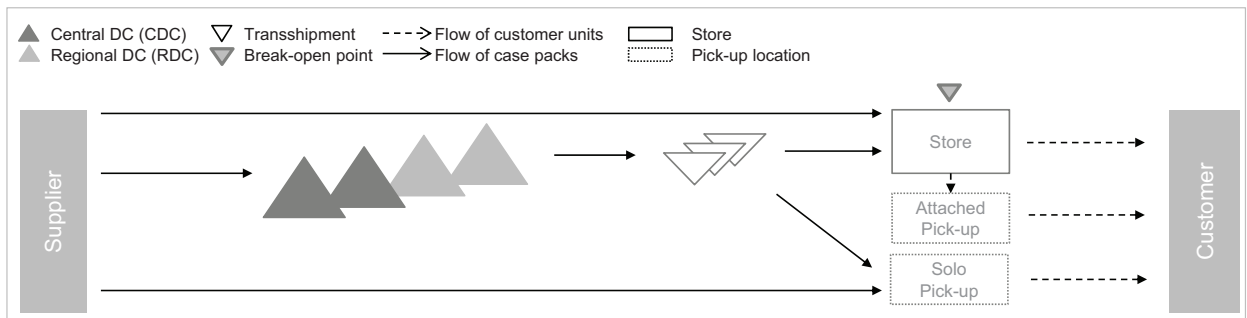 Central DC (CDC)
Transshipment
Flow of customer units
Store
Regional DC (RDC)
Break-open point
Flow of case packs
Pick-up location
Supplier
Store
Attached
Pick-up
Solo
Pick-up
Customer